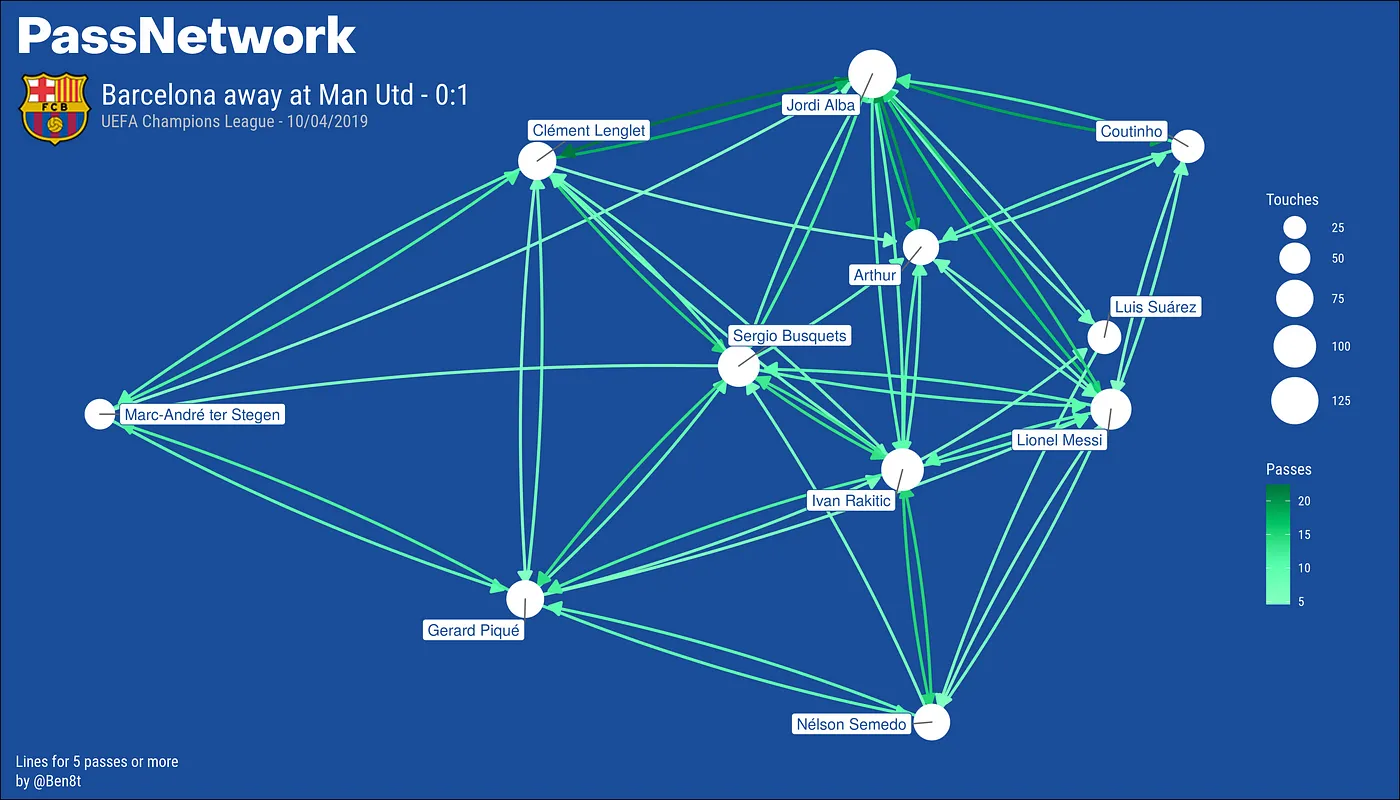 PassNetwork
FCB
Barcelona away at Man Utd - 0:1
UEFA Champions League - 10/04/2019
Jordi Alba
Clément Lenglet
Coutinho
Arthur
Luis Suárez
Sergio Busquets
Marc-André ter Stegen
Lionel Messi
Ivan Rakitic
Gerard Piqué
Nélson Semedo
Touches
25
50
75
100
125
Passes
20
15
10
5
Lines for 5 passes or more
by @Ben8t